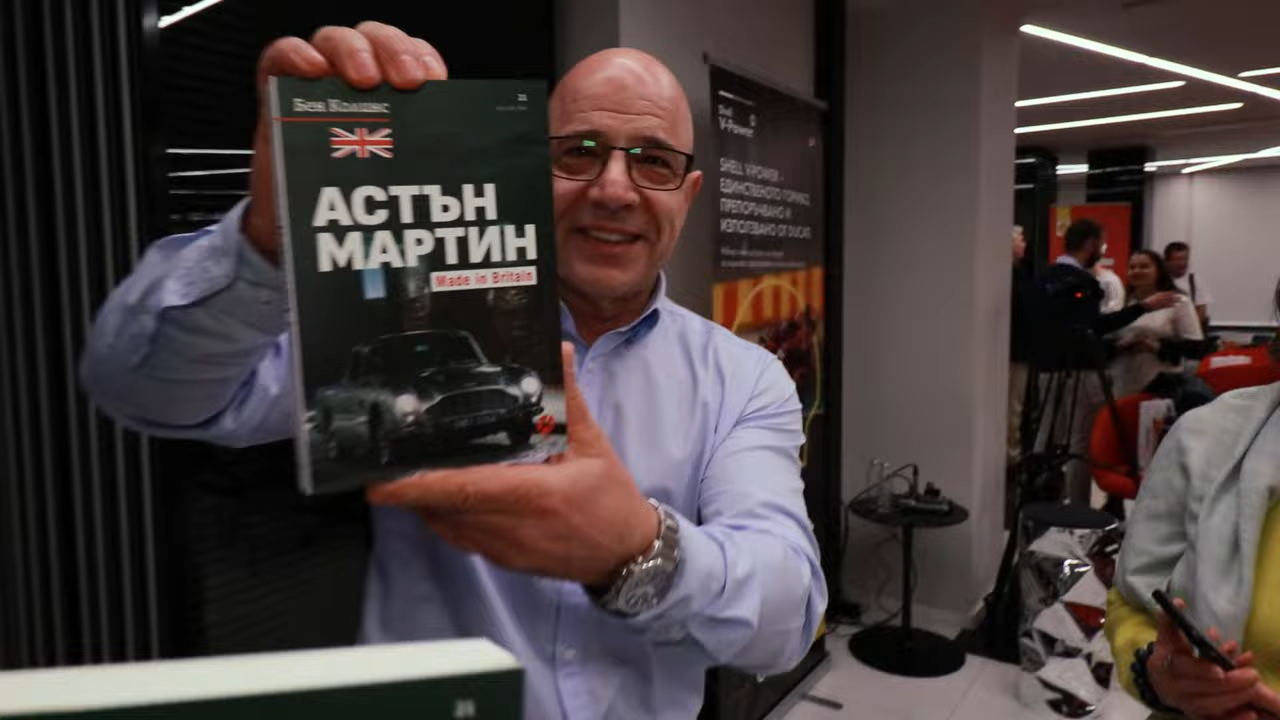 Бен Колинс
АСТЪН
МАРТИН
Made in Britain
Shell
V-Power
SHELL V-POWER -
ЕДИНСТВЕНОТО ГОРИВО
ПРЕПОРЪЧВАНО И
ИЗПОЛЗВАНО ОТ DUCATI